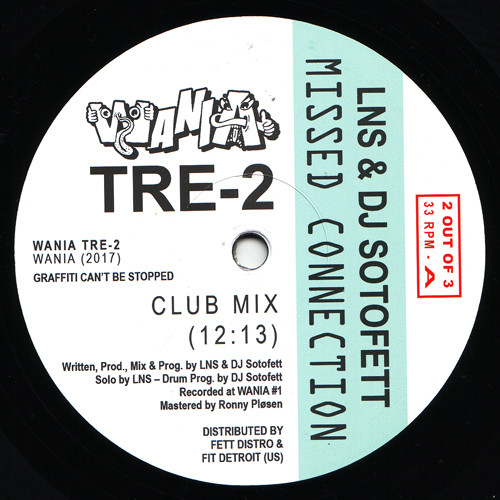 WANIA
TRE-2
WANIA TRE-2
WANIA (2017)
GRAFFITI CAN'T BE STOPPED
CLUB MIX
(12:13)
Written, Prod., Mix & Prog. by LNS & DJ Sotofett
Solo by LNS – Drum Prog. by DJ Sotofett
Recorded at WANIA #1
Mastered by Ronny Pløsen
DISTRIBUTED BY
FETT DISTRO &
FIT DETROIT (US)
LNS & DJ SOTOFETT
MISSED CONNECTION
2 OUT OF 3
33 RPM - A